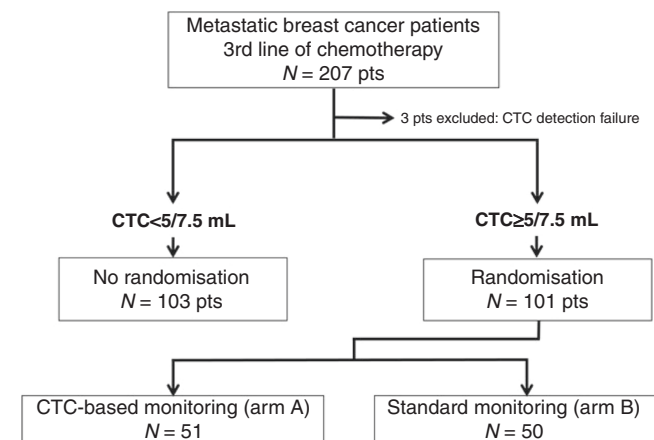 Metastatic breast cancer patients
3rd line of chemotherapy
N = 207 pts
3 pts excluded: CTC detection failure
CTC<5/7.5 mL
CTC≥5/7.5 mL
No randomisation
N = 103 pts
Randomisation
N = 101 pts
CTC-based monitoring (arm A)
N = 51
Standard monitoring (arm B)
N = 50